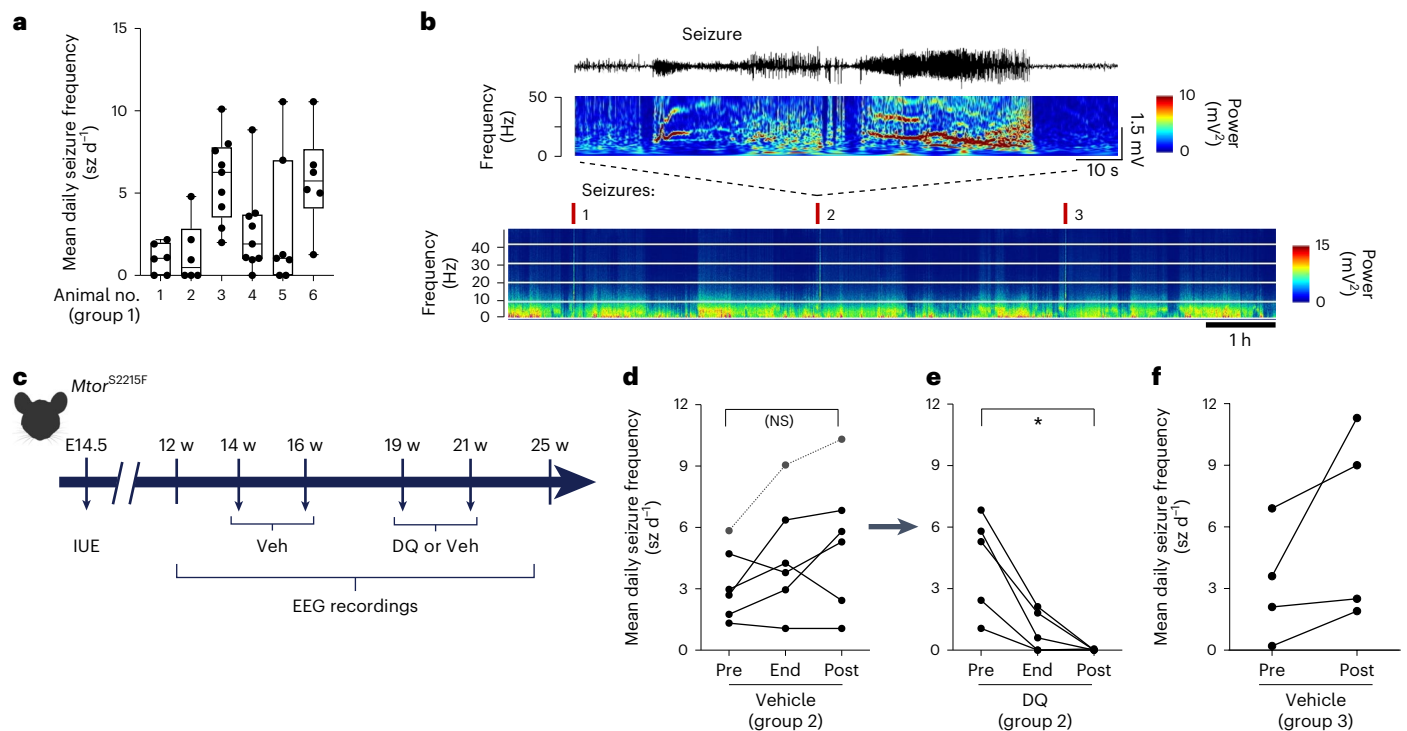 a
Mean daily seizure frequency
(sz d⁻¹)
15
10
5
0
Animal no.
(group 1)
1 2 3 4 5 6
b
Seizure
Frequency
(Hz)
50
0
10
0
Power
(mV²)
1.5 mV
10 s
Seizures:
1 2 3
Frequency
(Hz)
40
30
20
10
0
15
0
Power
(mV²)
1 h
c
Mtor^S2215F
E14.5 12 w 14 w 16 w 19 w 21 w 25 w
IUE Veh DQ or Veh
EEG recordings
d
Mean daily seizure frequency
(sz d⁻¹)
12
9
6
3
0
(NS)
Pre End Post
Vehicle
(group 2)
e
12
9
6
3
0
*
Pre End Post
DQ
(group 2)
f
Mean daily seizure frequency
(sz d⁻¹)
12
9
6
3
0
Pre Post
Vehicle
(group 3)